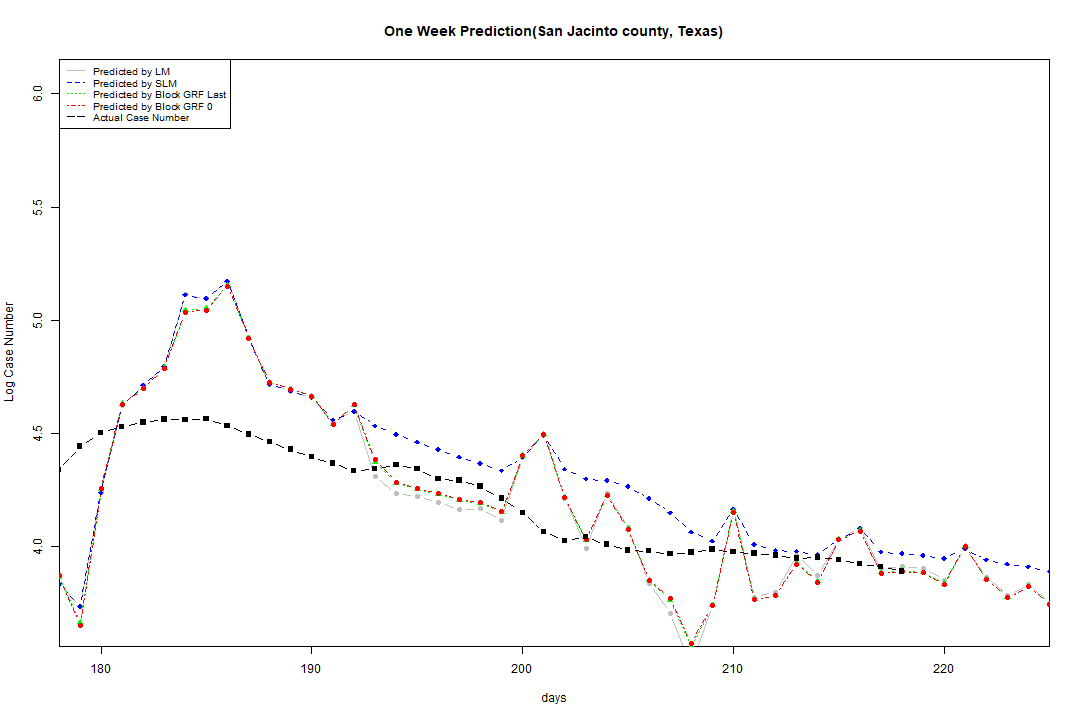 One Week Prediction(San Jacinto county, Texas)
Predicted by LM
Predicted by SLM
Predicted by Block GRF Last
Predicted by Block GRF 0
Actual Case Number
6.0
5.5
5.0
4.5
4.0
Log Case Number
180 190 200 210 220
days